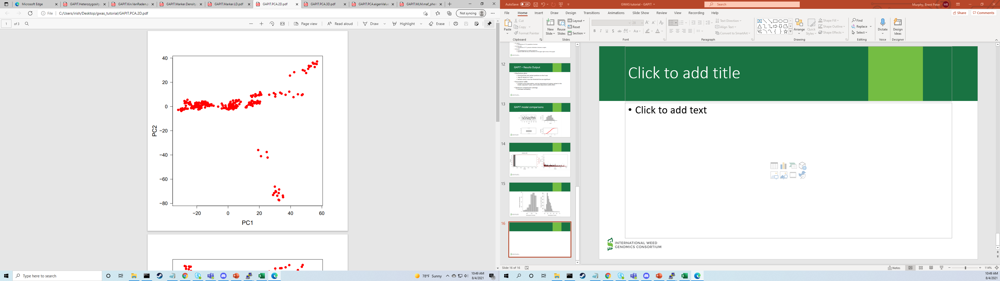 Microsoft Edge
GAPIT.Heterozygosity.
GAPIT.Kin.VanRaden.p
GAPIT.Marker.Density.
GAPIT.Marker.LD.pdf
GAPIT.PCA.2D.pdf
GAPIT.PCA.3D.pdf
GAPIT.PCA.eigenValue
GAPIT.MLM.maf_phen
File | C:/Users/irish/Desktop/gwas_tutorial/GAPIT.PCA.2D.pdf
Not syncing
1 of 3
Page view
Read aloud
Draw
Highlight
Erase
40
20
0
−20
−40
−60
−80
PC2
−20 0 20 40 60
PC1
AutoSave Off
GWAS tutorial - GAPIT
Search
Murphy, Brent Peter MB
File Home Insert Draw Design Transitions Animations Slide Show Review View Recording Help
Share Comments
Paste
Cut
Copy
Format Painter
Clipboard
New Slide
Reuse Slides
Layout
Reset
Section
Slides
28
Font
Text Direction
Align Text
Convert to SmartArt
Paragraph
Arrange
Quick Styles
Shape Fill
Shape Outline
Shape Effects
Drawing
Find
Replace
Select
Editing
Dictate
Voice
Design Ideas
Designer
12
GAPIT – Results Output
• Manhattan plots
• Association table
• Optimum compression settings
13
GAPIT model comparisons
14
15
16
Click to add title
• Click to add text
INTERNATIONAL WEED
GENOMICS CONSORTIUM
Slide 16 of 16
Notes
114%
Type here to search
78°F Sunny
10:49 AM
8/4/2021
10:49 AM
8/4/2021